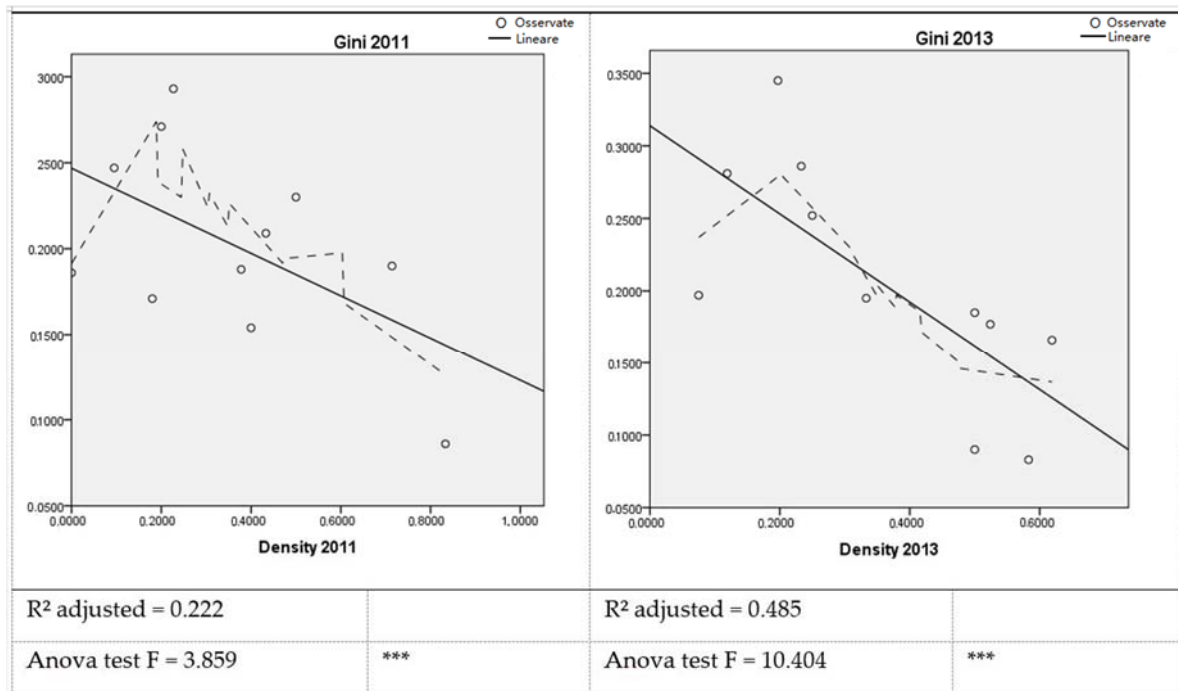 Gini 2011
Osservate
Lineare
3000
2500
0.2000
0.1500
0.1000
0.0500
0.0000 0.2000 0.4000 0.6000 0.8000 1.0000
Density 2011
Gini 2013
Osservate
Lineare
0.3500
0.3000
0.2500
0.2000
0.1500
0.1000
0.0500
0.0000 0.2000 0.4000 0.6000
Density 2013
R² adjusted = 0.222
R² adjusted = 0.485
Anova test F = 3.859 ***
Anova test F = 10.404 ***